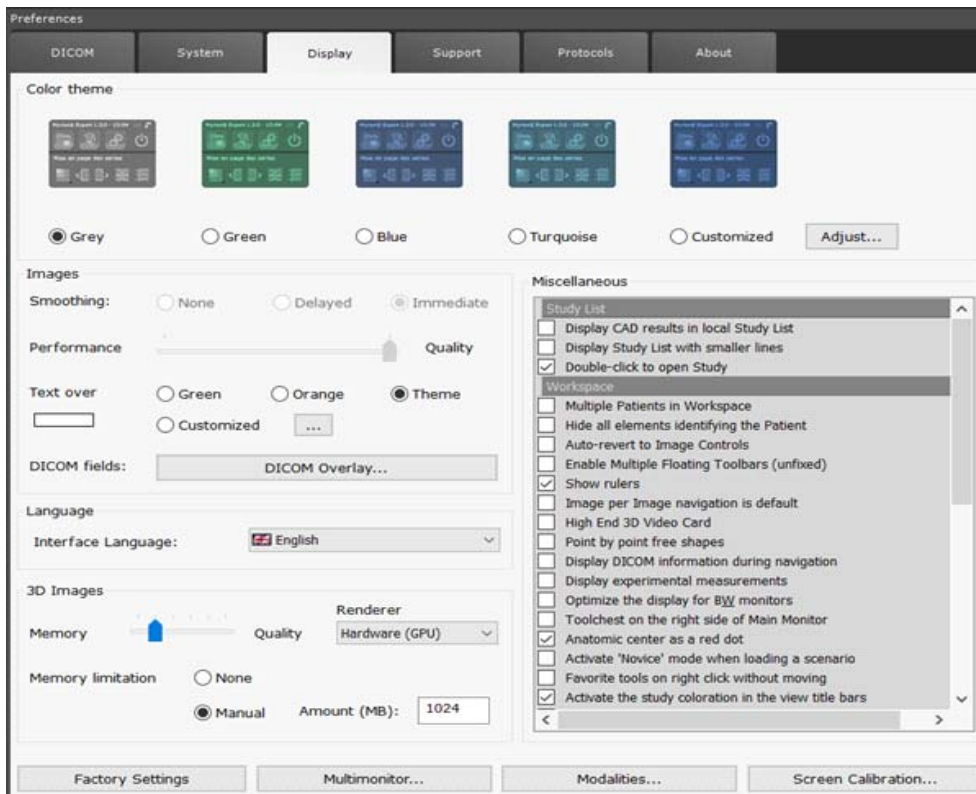 Preferences
DICOM System Display Support Protocols About
Color theme
Mise en page des séries
Grey Green Blue Turquoise Customized Adjust...
Images
Smoothing: None Delayed Immediate
Performance Quality
Text over Green Orange Theme
Customized ...
DICOM fields: DICOM Overlay...
Language
Interface Language: English
3D Images
Renderer
Memory Quality Hardware (GPU)
Memory limitation None
Manual Amount (MB): 1024
Miscellaneous
Study List
Display CAD results in local Study List
Display Study List with smaller lines
Double-click to open Study
Workspace
Multiple Patients in Workspace
Hide all elements identifying the Patient
Auto-revert to Image Controls
Enable Multiple Floating Toolbars (unfixed)
Show rulers
Image per Image navigation is default
High End 3D Video Card
Point by point free shapes
Display DICOM information during navigation
Display experimental measurements
Optimize the display for BW monitors
Toolchest on the right side of Main Monitor
Anatomic center as a red dot
Activate 'Novice' mode when loading a scenario
Favorite tools on right click without moving
Activate the study coloration in the view title bars
Factory Settings Multimonitor... Modalities... Screen Calibration...